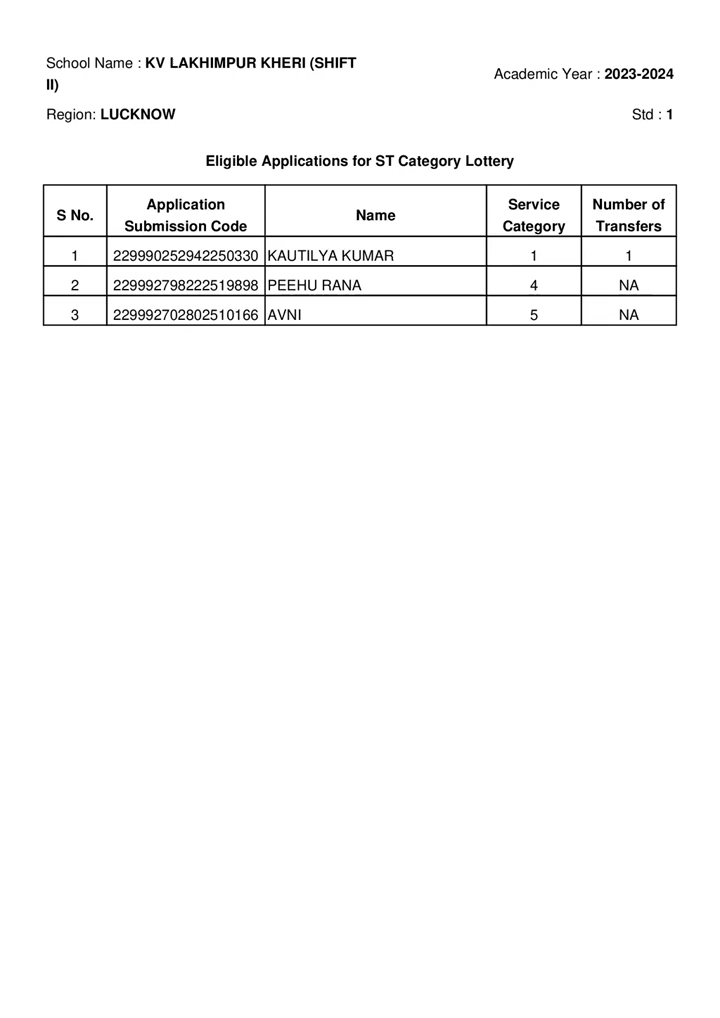 School Name : KV LAKHIMPUR KHERI (SHIFT
II)
Academic Year : 2023-2024
Region: LUCKNOW
Std : 1
Eligible Applications for ST Category Lottery
S No. Application Submission Code Name Service Category Number of Transfers
1 229990252942250330 KAUTILYA KUMAR 1 1
2 229992798222519898 PEEHU RANA 4 NA
3 229992702802510166 AVNI 5 NA